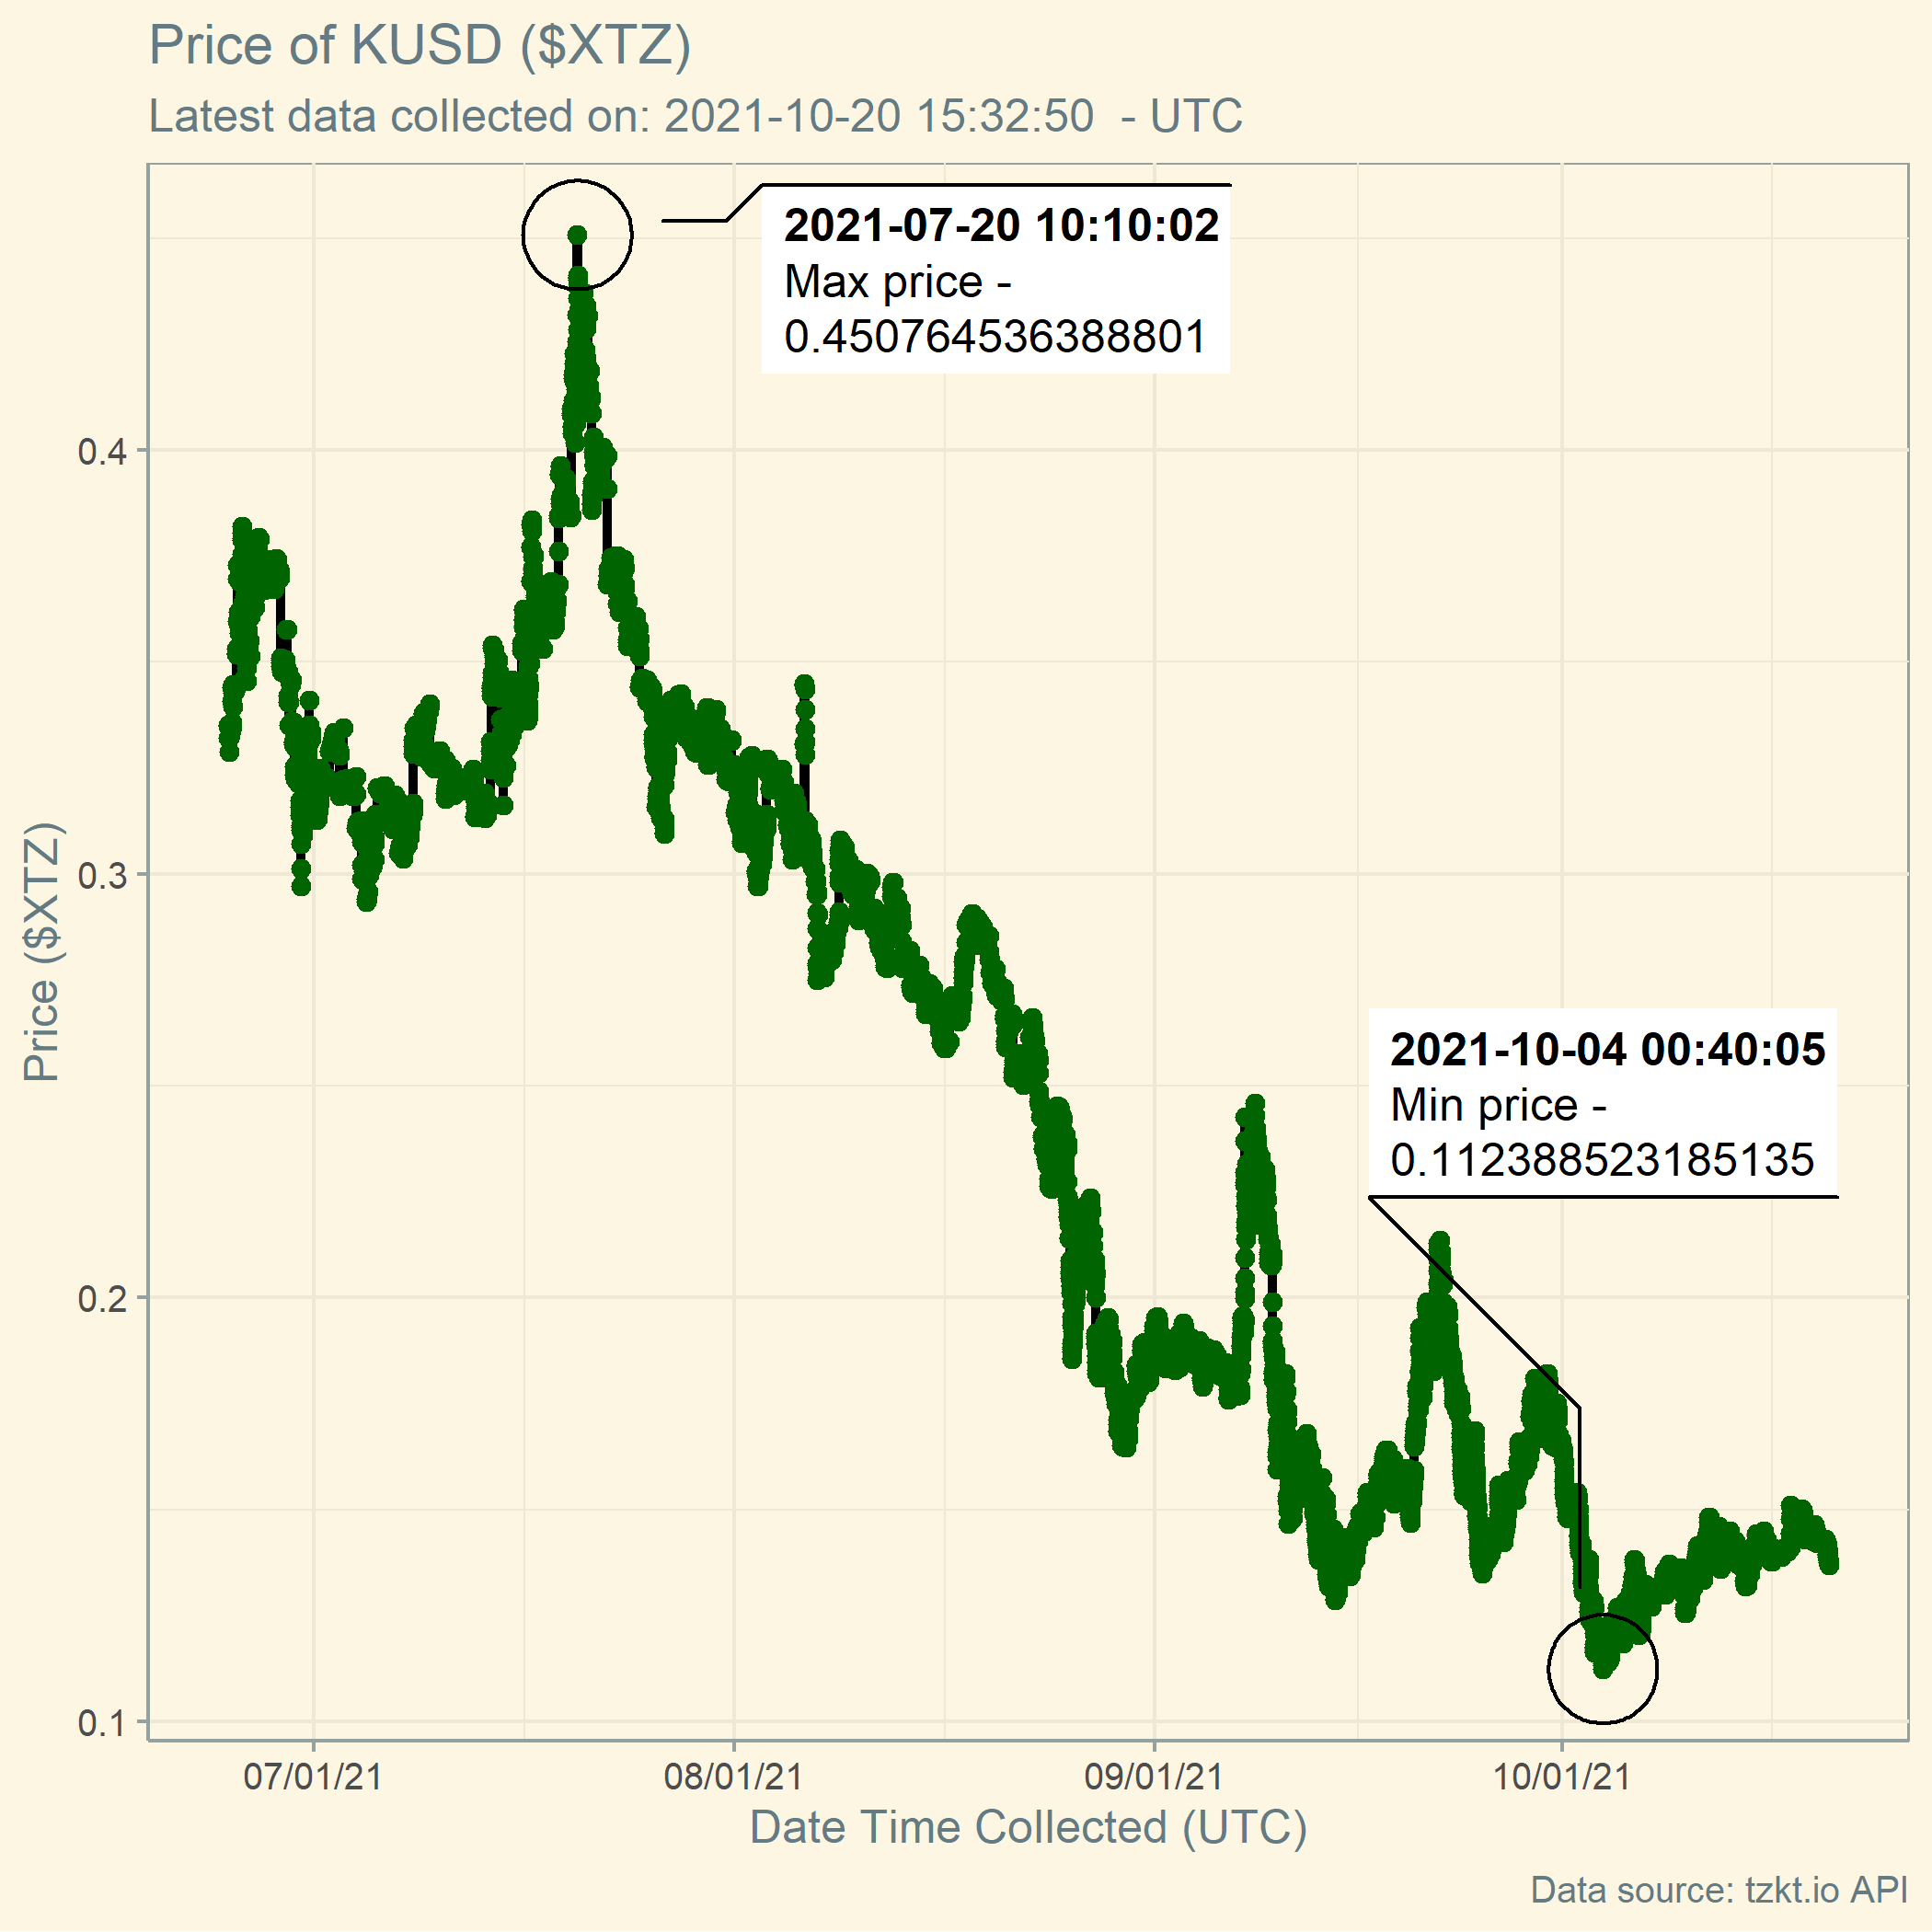 Price of KUSD ($XTZ)
Latest data collected on: 2021-10-20 15:32:50  - UTC
2021-07-20 10:10:02
Max price -
0.450764536388801
0.4
0.3
0.2
0.1
Price ($XTZ)
2021-10-04 00:40:05
Min price -
0.112388523185135
07/01/21
08/01/21
09/01/21
10/01/21
Date Time Collected (UTC)
Data source: tzkt.io API